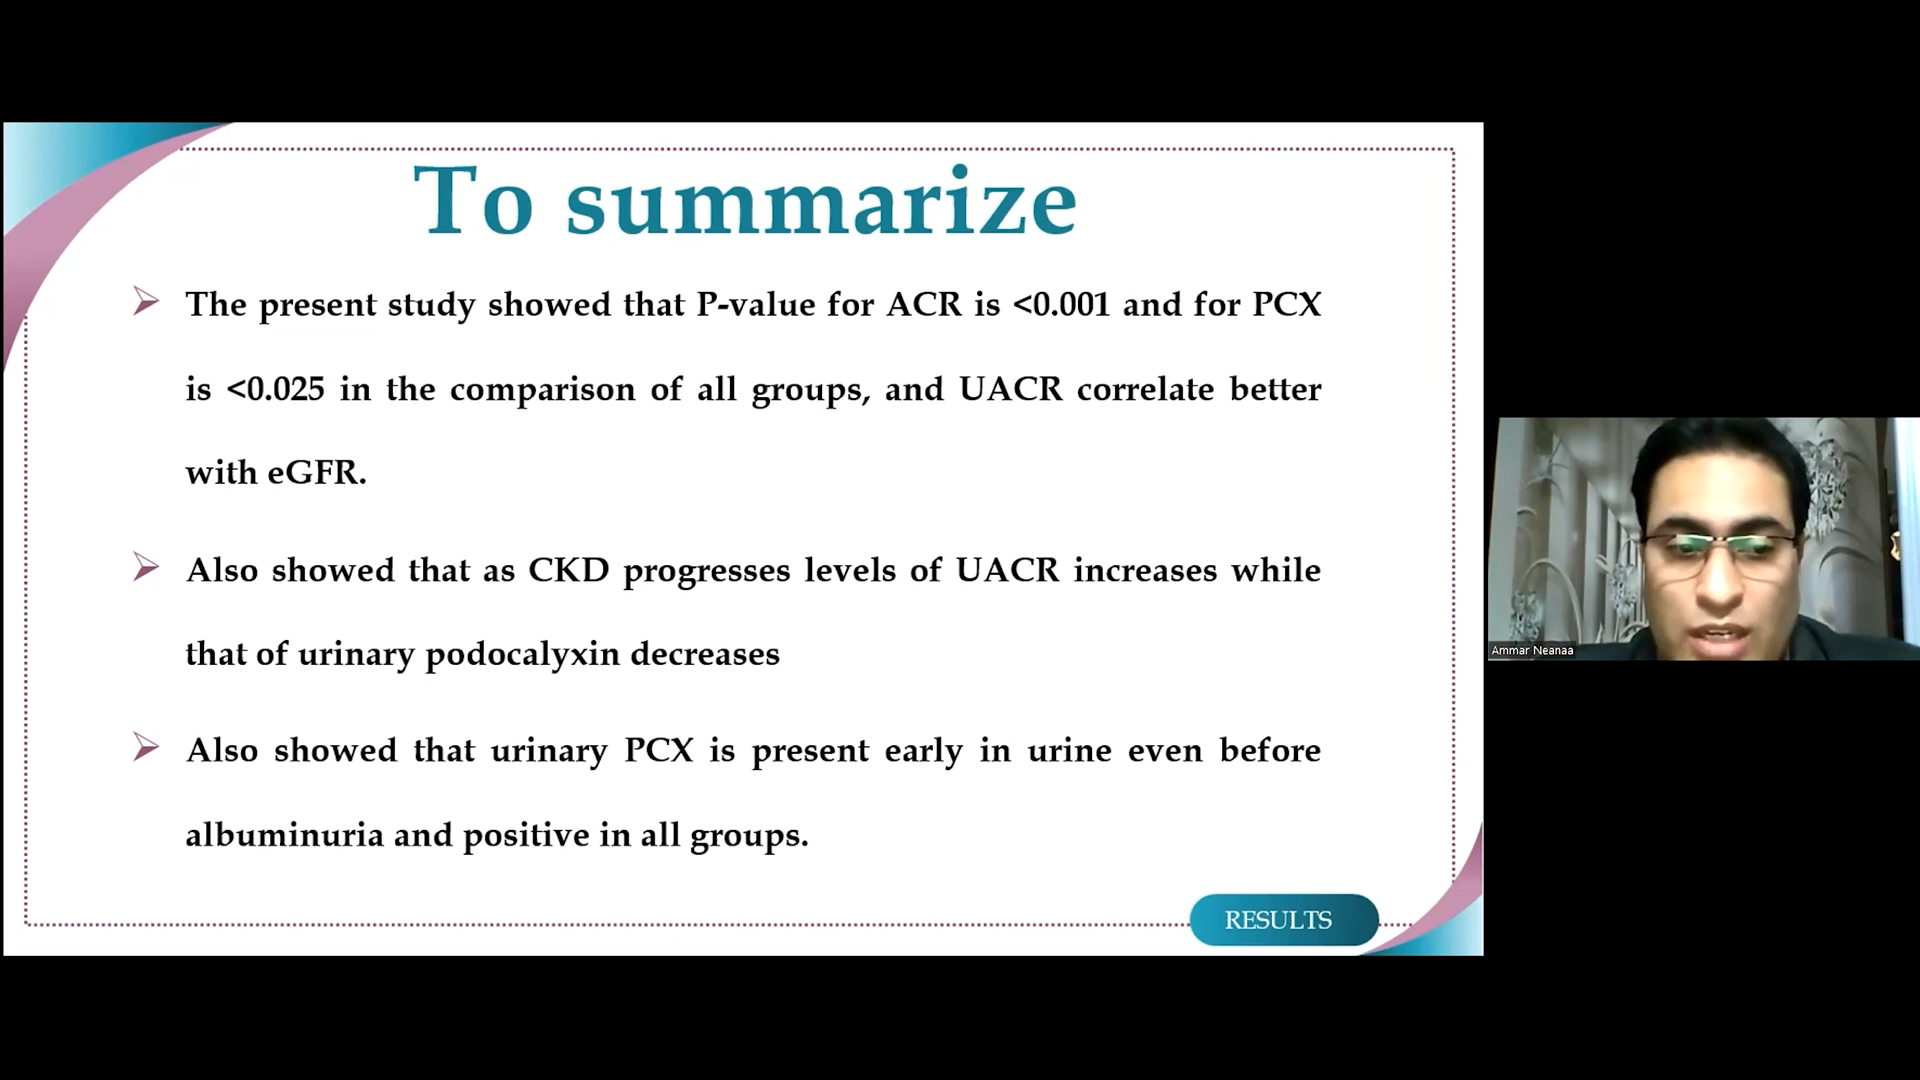 To summarize
The present study showed that P-value for ACR is <0.001 and for PCX
is <0.025 in the comparison of all groups, and UACR correlate better
with eGFR.
Also showed that as CKD progresses levels of UACR increases while
that of urinary podocalyxin decreases
Also showed that urinary PCX is present early in urine even before
albuminuria and positive in all groups.
RESULTS
Ammar Neanaa